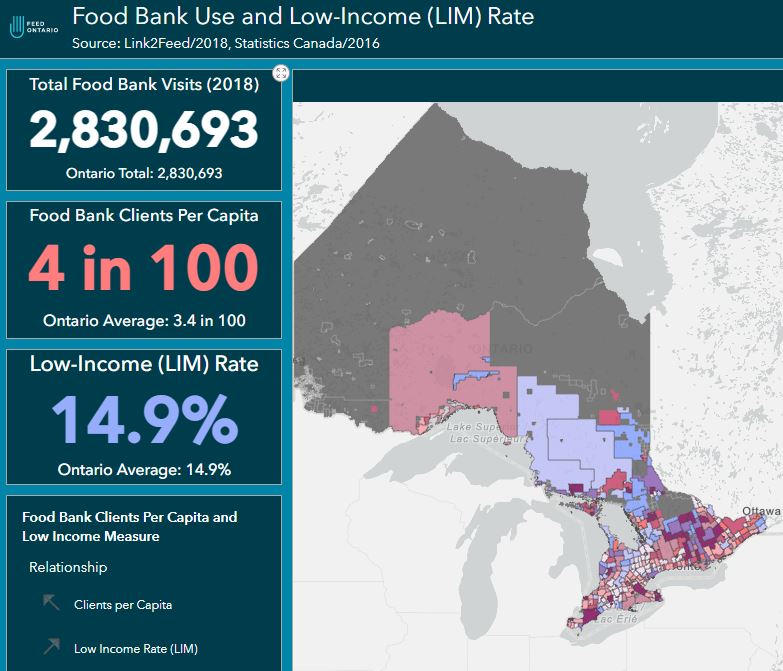 FEED
ONTARIO
Food Bank Use and Low-Income (LIM) Rate
Source: Link2Feed/2018, Statistics Canada/2016
Total Food Bank Visits (2018)
2,830,693
Ontario Total: 2,830,693
Food Bank Clients Per Capita
4 in 100
Ontario Average: 3.4 in 100
Low-Income (LIM) Rate
14.9%
Ontario Average: 14.9%
Food Bank Clients Per Capita and
Low Income Measure
Relationship
Clients per Capita
Low Income Rate (LIM)
ONTARIO
Lac Supérieur
Ottawa
Lac Érié